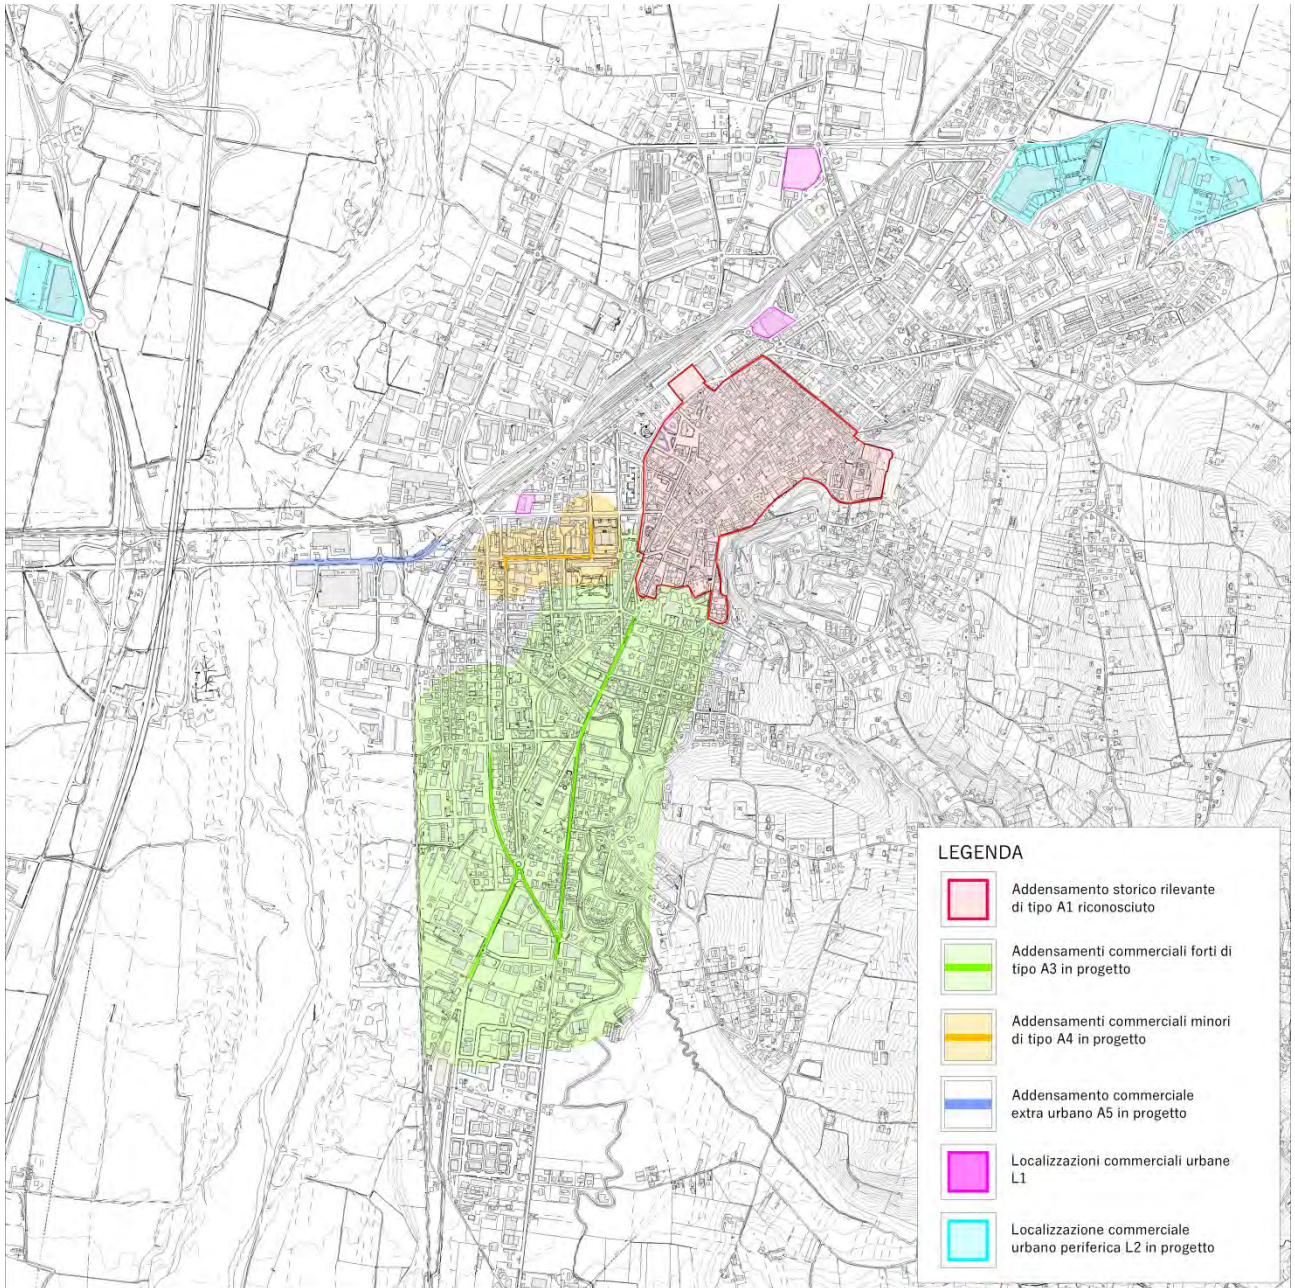 LEGENDA
Addensamento storico rilevante
di tipo A1 riconosciuto
Addensamenti commerciali forti di
tipo A3 in progetto
Addensamenti commerciali minori
di tipo A4 in progetto
Addensamento commerciale
extra urbano A5 in progetto
Localizzazioni commerciali urbane
L1
Localizzazione commerciale
urbano periferica L2 in progetto